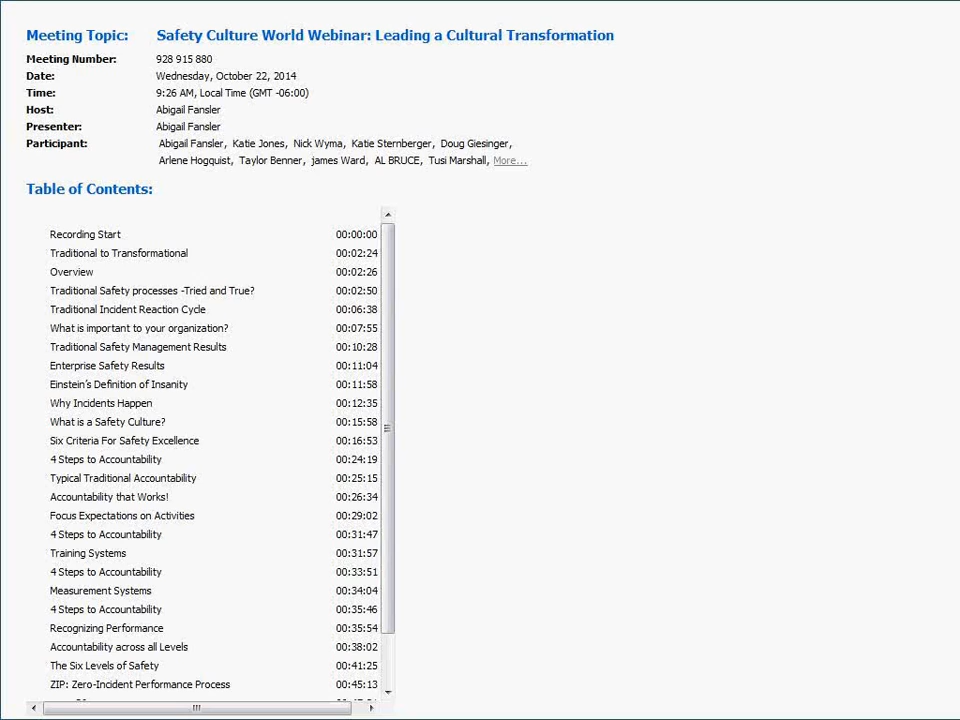 Meeting Topic: Safety Culture World Webinar: Leading a Cultural Transformation
Meeting Number: 928 915 880
Date: Wednesday, October 22, 2014
Time: 9:26 AM, Local Time (GMT -06:00)
Host: Abigail Fansler
Presenter: Abigail Fansler
Participant: Abigail Fansler, Katie Jones, Nick Wyma, Katie Sternberger, Doug Giesinger,
Arlene Hogquist, Taylor Benner, james Ward, AL BRUCE, Tusi Marshall, More...
Table of Contents:
Recording Start 00:00:00
Traditional to Transformational 00:02:24
Overview 00:02:26
Traditional Safety processes -Tried and True? 00:02:50
Traditional Incident Reaction Cycle 00:06:38
What is important to your organization? 00:07:55
Traditional Safety Management Results 00:10:28
Enterprise Safety Results 00:11:04
Einstein's Definition of Insanity 00:11:58
Why Incidents Happen 00:12:35
What is a Safety Culture? 00:15:58
Six Criteria For Safety Excellence 00:16:53
4 Steps to Accountability 00:24:19
Typical Traditional Accountability 00:25:15
Accountability that Works! 00:26:34
Focus Expectations on Activities 00:29:02
4 Steps to Accountability 00:31:47
Training Systems 00:31:57
4 Steps to Accountability 00:33:51
Measurement Systems 00:34:04
4 Steps to Accountability 00:35:46
Recognizing Performance 00:35:54
Accountability across all Levels 00:38:02
The Six Levels of Safety 00:41:25
ZIP: Zero-Incident Performance Process 00:45:13